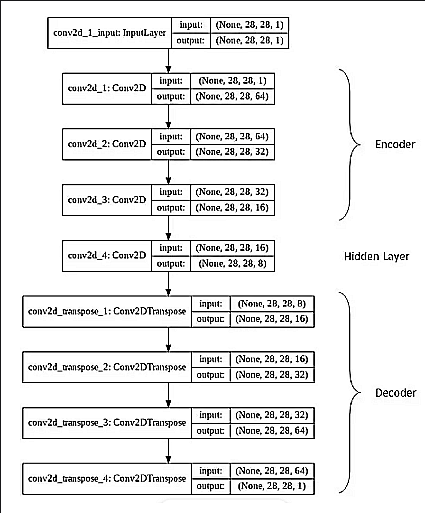 conv2d_1_input: InputLayer input: (None, 28, 28, 1)
output: (None, 28, 28, 1)
conv2d_1: Conv2D input: (None, 28, 28, 1)
output: (None, 28, 28, 64)
conv2d_2: Conv2D input: (None, 28, 28, 64)
output: (None, 28, 28, 32)
Encoder
conv2d_3: Conv2D input: (None, 28, 28, 32)
output: (None, 28, 28, 16)
conv2d_4: Conv2D input: (None, 28, 28, 16)
output: (None, 28, 28, 8)
Hidden Layer
conv2d_transpose_1: Conv2DTranspose input: (None, 28, 28, 8)
output: (None, 28, 28, 16)
conv2d_transpose_2: Conv2DTranspose input: (None, 28, 28, 16)
output: (None, 28, 28, 32)
Decoder
conv2d_transpose_3: Conv2DTranspose input: (None, 28, 28, 32)
output: (None, 28, 28, 64)
conv2d_transpose_4: Conv2DTranspose input: (None, 28, 28, 64)
output: (None, 28, 28, 1)